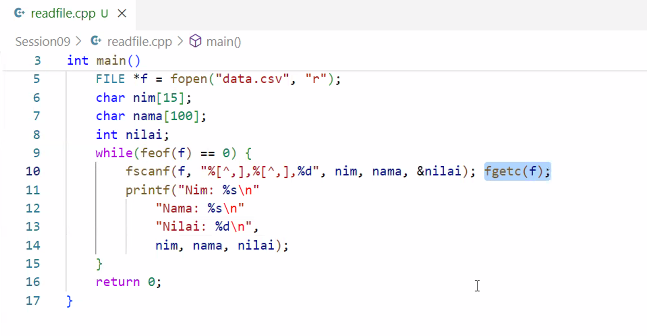 readfile.cpp U ×
Session09 > readfile.cpp > main()
3 int main()
5 FILE *f = fopen("data.csv", "r");
6 char nim[15];
7 char nama[100];
8 int nilai;
9 while(feof(f) == 0) {
10 fscanf(f, "%[^,],%[^,],%d", nim, nama, &nilai); fgetc(f);
11 printf("Nim: %s\n"
12 "Nama: %s\n"
13 "Nilai: %d\n",
14 nim, nama, nilai);
15 }
16 return 0;
17 }